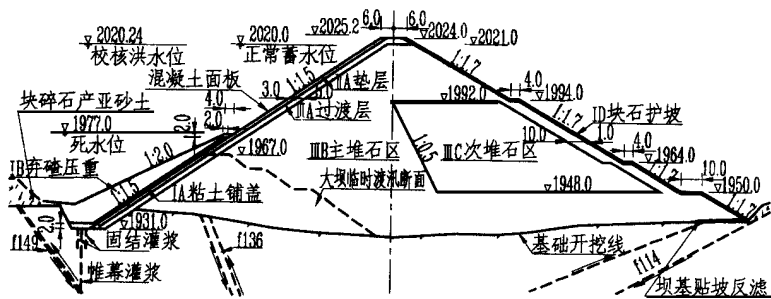 2020.24
校核洪水位
2020.0
正常蓄水位
2025.2
6.0
6.0
2024.0
2021.0
1:1.7
混凝土面板
3.0
1:1.5
ⅡA垫层
6.0
ⅢA过渡层
块碎石产亚砂土
4.0
1977.0
死水位
2.0
1:2.0
1967.0
1992.0
4.0
1994.0
1:1.7
ⅠD块石护坡
10.0
1.0
4.0
1964.0
ⅢB主堆石区
1:0.5
ⅢC次堆石区
1:1.7
10.0
1950.0
ⅠB弃碴压重
1:1.5
ⅠA粘土铺盖
大坝临时渡汛断面
1948.0
1:1.7
2.0
1931.0
f149
固结灌浆
f136
帷幕灌浆
基础开挖线
f114
坝基贴坡反滤